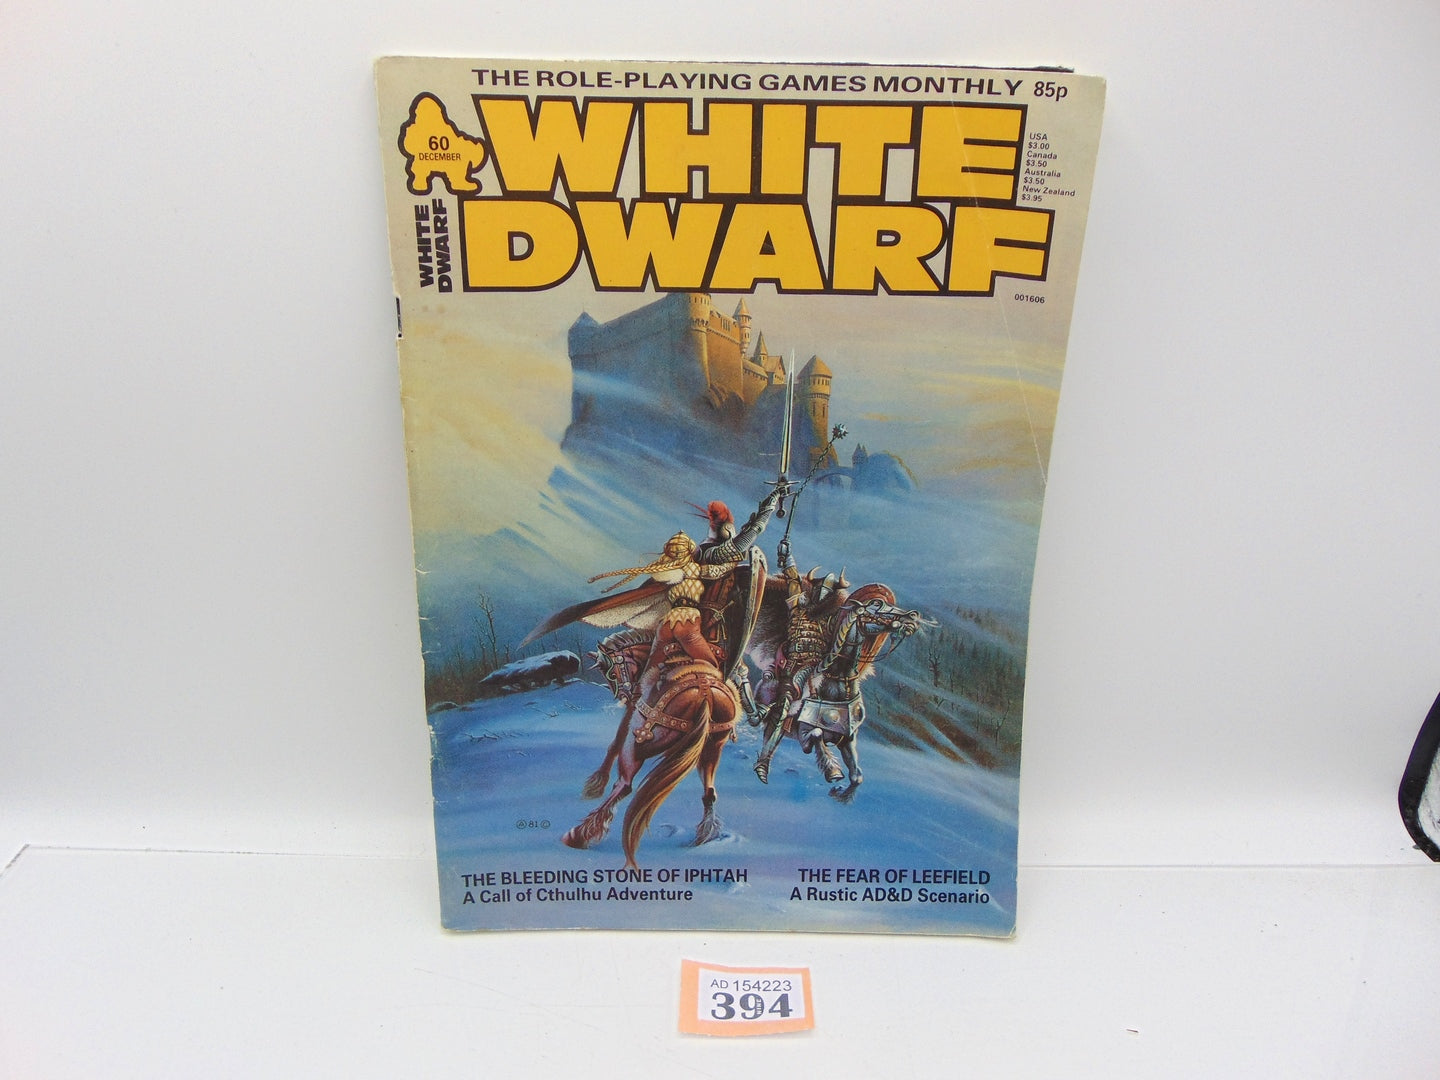 THE ROLE-PLAYING GAMES MONTHLY 85p
60
DECEMBER
WHITE
DWARF
WHITE
DWARF
USA
$3.00
Canada
$3.50
Australia
$3.50
New Zealand
$3.95
001606
81 ©
THE BLEEDING STONE OF IPHTAH
A Call of Cthulhu Adventure
THE FEAR OF LEEFIELD
A Rustic AD&D Scenario
AD 154223
394